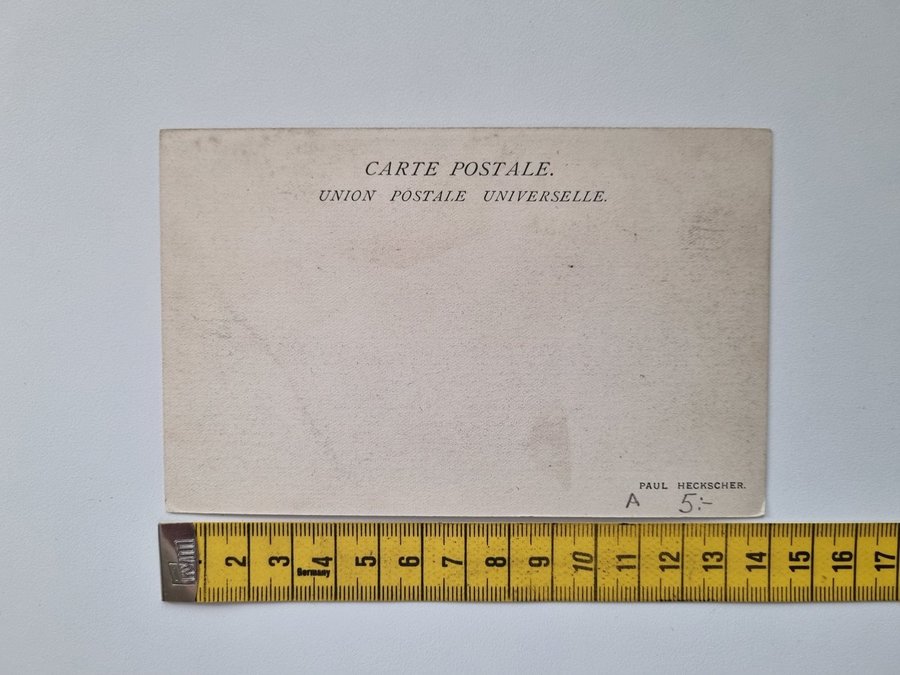 CARTE POSTALE.
UNION POSTALE UNIVERSELLE.
PAUL HECKSCHER.
A 5:-
2 3 4 5 6 7 8 9 10 11 12 13 14 15 16 17
Germany